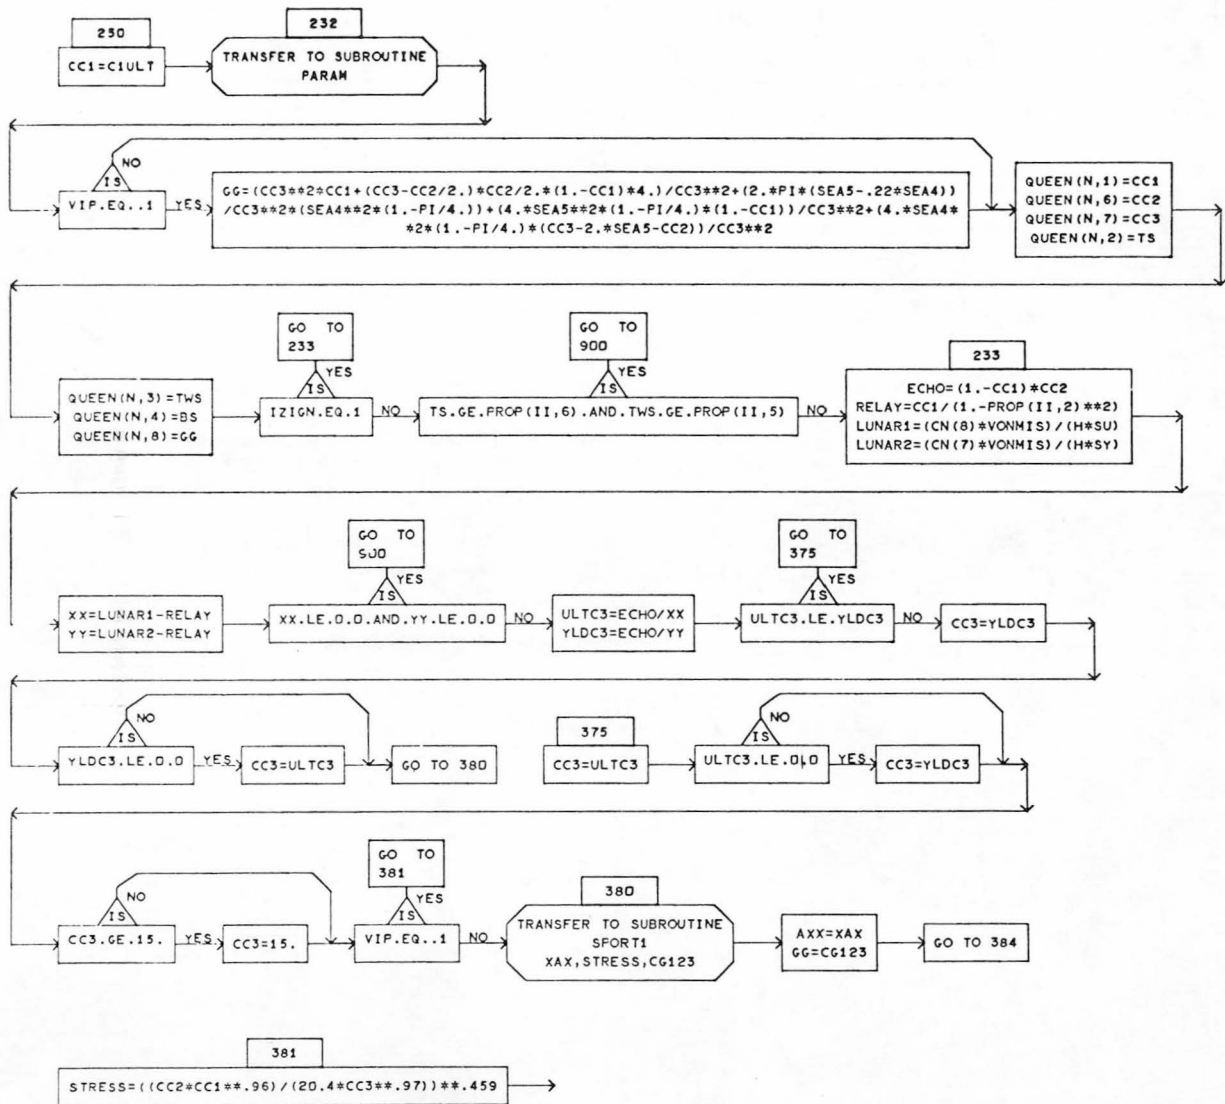 250
CC1=C1ULT
232
TRANSFER TO SUBROUTINE
PARAM
NO
IS
VIP.EQ..1
YES
GG=(CC3**2*CC1+(CC3-CC2/2.)*CC2/2.*(1.-CC1)*4.)/CC3**2+(2.*PI*(SEA5-.22*SEA4))
/CC3**2*(SEA4**2*(1.-PI/4.))+(4.*SEA5**2*(1.-PI/4.)*(1.-CC1))/CC3**2+(4.*SEA4*
*2*(1.-PI/4.)*(CC3-2.*SEA5-CC2))/CC3**2
QUEEN(N,1)=CC1
QUEEN(N,6)=CC2
QUEEN(N,7)=CC3
QUEEN(N,2)=TS
QUEEN(N,3)=TWS
QUEEN(N,4)=BS
QUEEN(N,8)=GG
GO TO
233
YES
IS
IZIGN.EQ.1
NO
GO TO
900
YES
IS
TS.GE.PROP(II,6).AND.TWS.GE.PROP(II,5)
NO
233
ECHO=(1.-CC1)*CC2
RELAY=CC1/(1.-PROP(II,2)**2)
LUNAR1=(CN(8)*VONMIS)/(H*SU)
LUNAR2=(CN(7)*VONMIS)/(H*SY)
XX=LUNAR1-RELAY
YY=LUNAR2-RELAY
GO TO
YES
IS
XX.LE.0.0.AND.YY.LE.0.0
NO
ULTC3=ECHO/XX
YLDC3=ECHO/YY
GO TO
375
YES
IS
ULTC3.LE.YLDC3
NO
CC3=YLDC3
NO
IS
YLDC3.LE.0.0
YES
CC3=ULTC3
GO TO 380
375
CC3=ULTC3
NO
IS
ULTC3.LE.0.0
YES
CC3=YLDC3
NO
IS
CC3.GE.15.
YES
CC3=15.
GO TO
381
YES
IS
VIP.EQ..1
NO
380
TRANSFER TO SUBROUTINE
SPORT1
XAX,STRESS,CG123
AXX=XAX
GG=CG123
GO TO 384
381
STRESS=((CC2*CC1**.96)/(20.4*CC3**.97))**.459